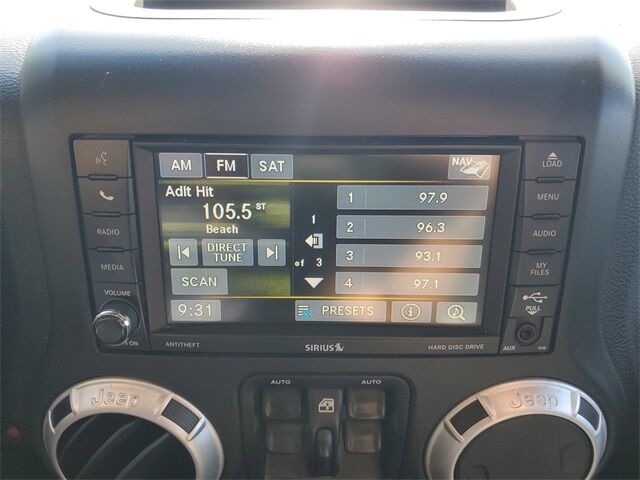 AM FM SAT NAV
Adlt Hit
105.5 ST
Beach
DIRECT
TUNE
SCAN
9:31
1
of 3
1 97.9
2 96.3
3 93.1
4 97.1
PRESETS
RADIO
MEDIA
VOLUME
ON
LOAD
MENU
AUDIO
MY
FILES
PULL
AUX
ANTITHEFT
SIRIUS
HARD DISC DRIVE
AUTO
AUTO
Jeep
Jeep